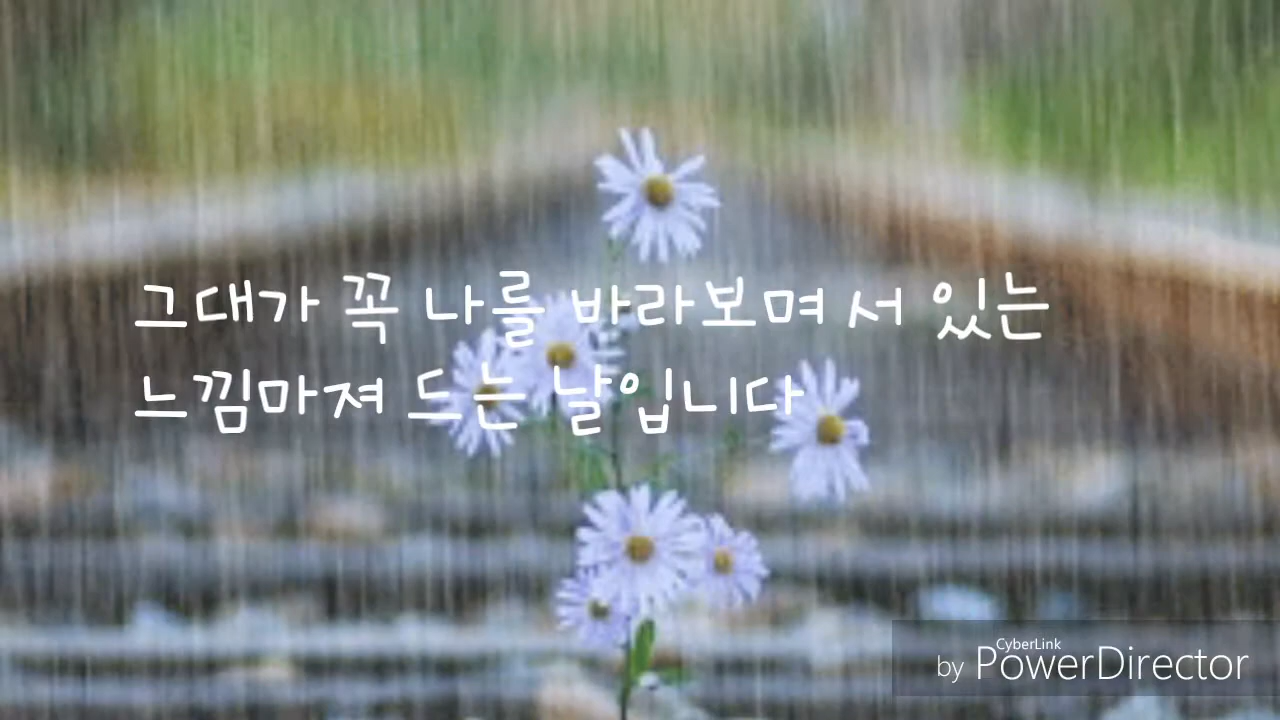 그대가 꼭 나를 바라보며 서 있는
느낌마져 드는 날입니다
CyberLink
by PowerDirector